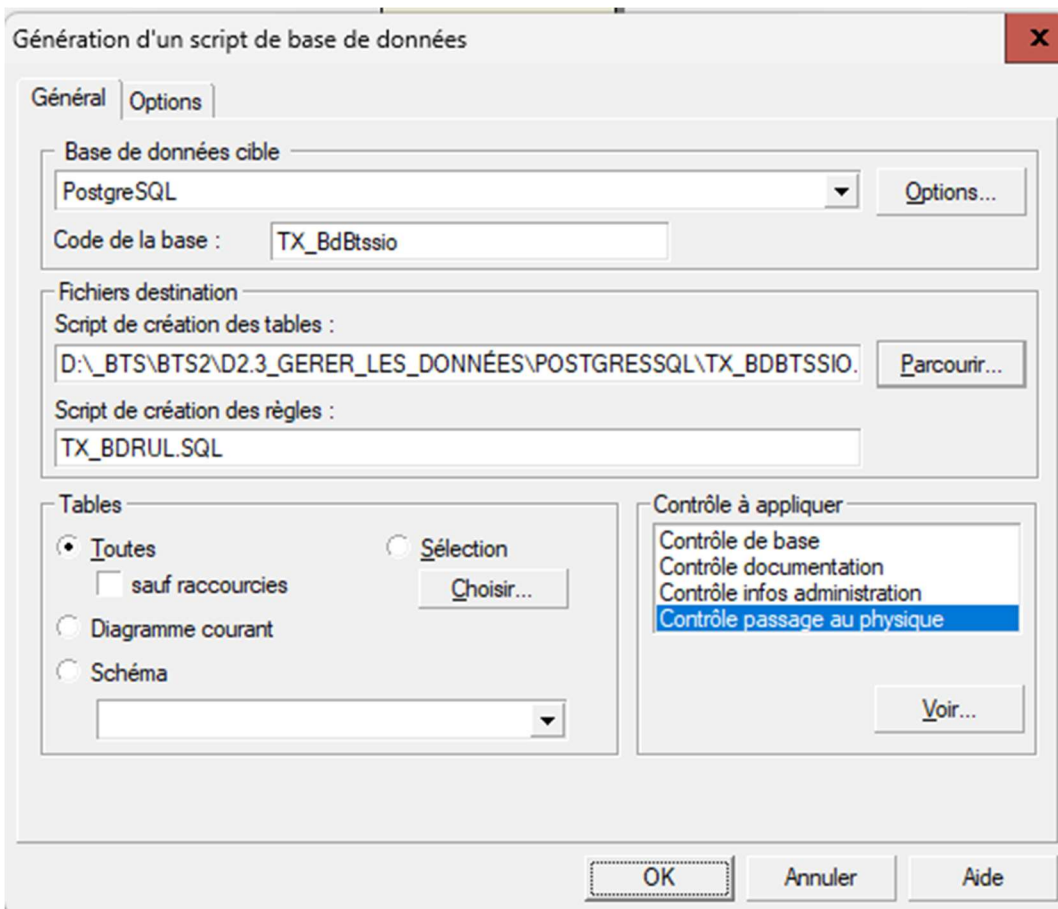 Génération d'un script de base de données
x
Général Options
Base de données cible
PostgreSQL
Options...
Code de la base : TX_BdBtssio
Fichiers destination
Script de création des tables :
D:\_BTS\BTS2\D2.3_GERER_LES_DONNÉES\POSTGRESSQL\TX_BDBTSSIO.
Parcourir...
Script de création des règles :
TX_BDRUL.SQL
Tables
Toutes
Sélection
sauf raccourcies
Choisir...
Diagramme courant
Schéma
Contrôle à appliquer
Contrôle de base
Contrôle documentation
Contrôle infos administration
Contrôle passage au physique
Voir...
OK Annuler Aide